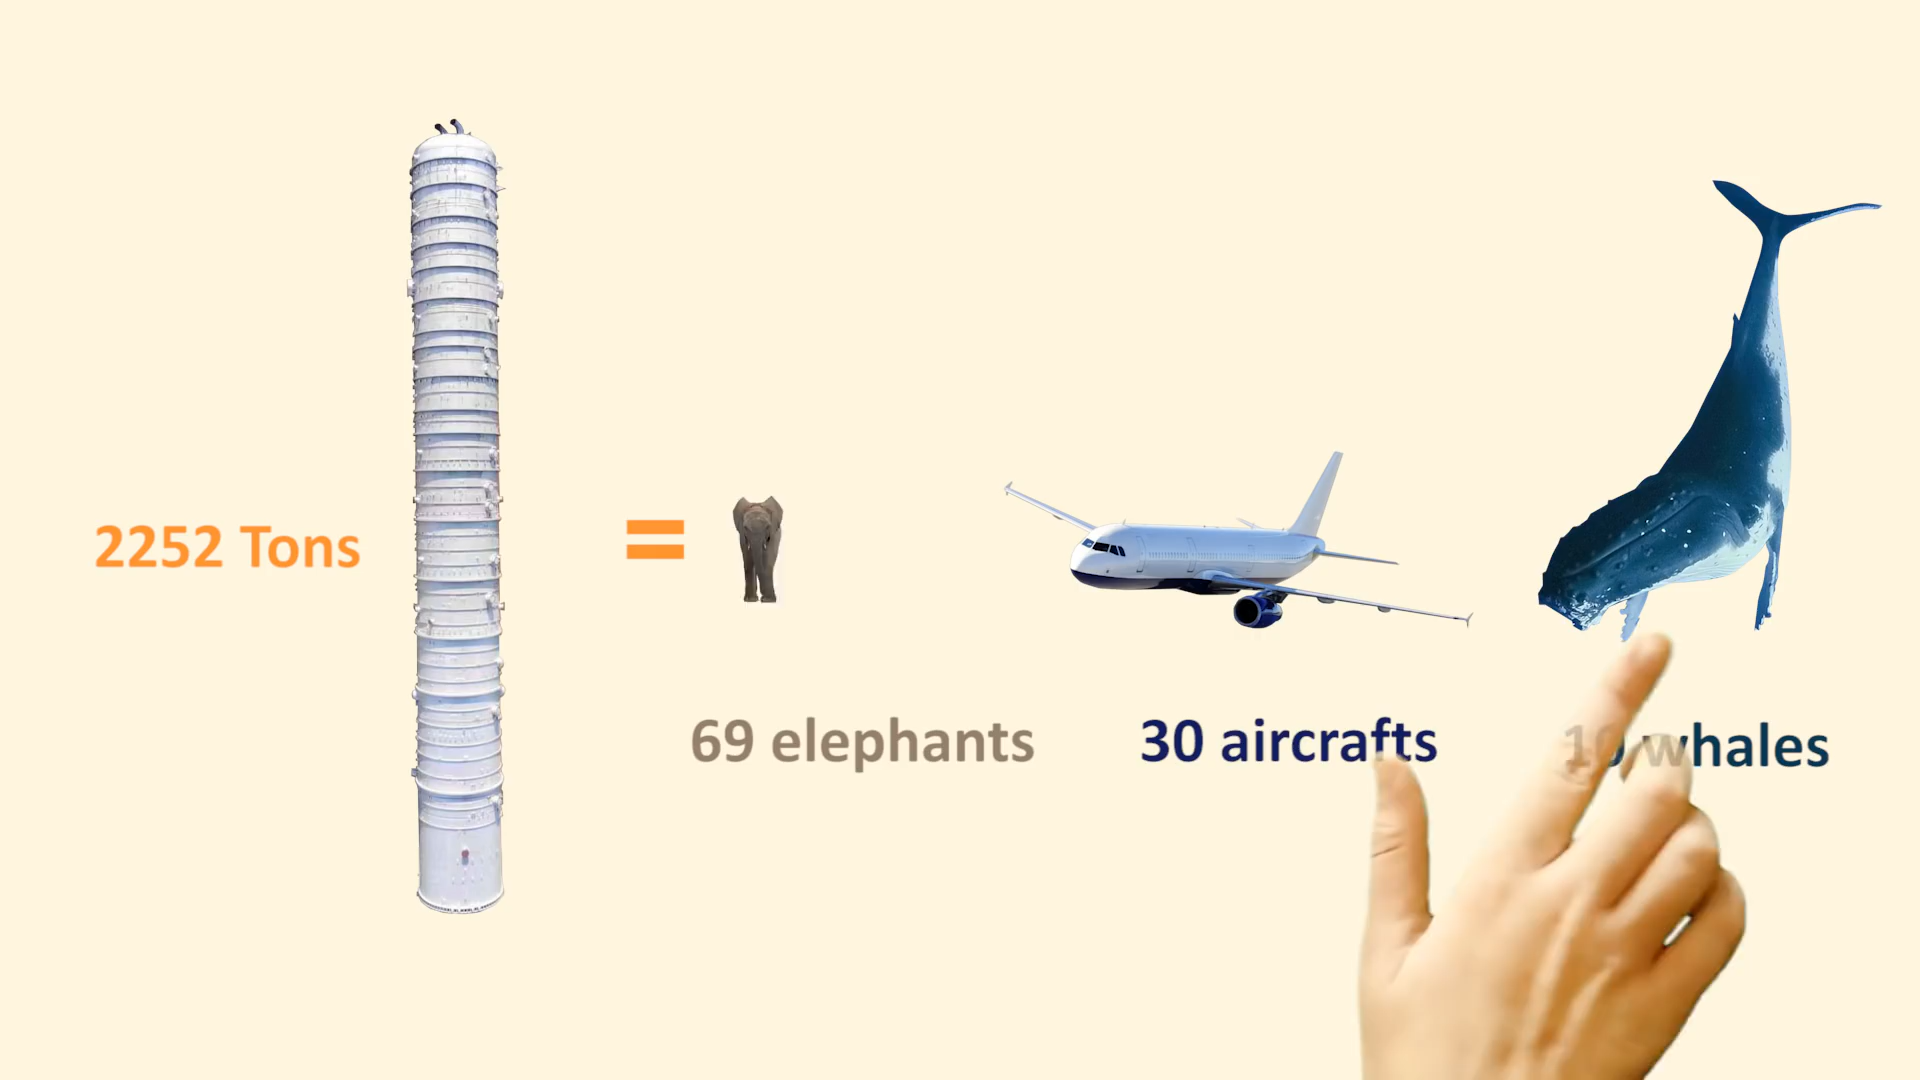 2252 Tons
=
69 elephants
30 aircrafts
whales